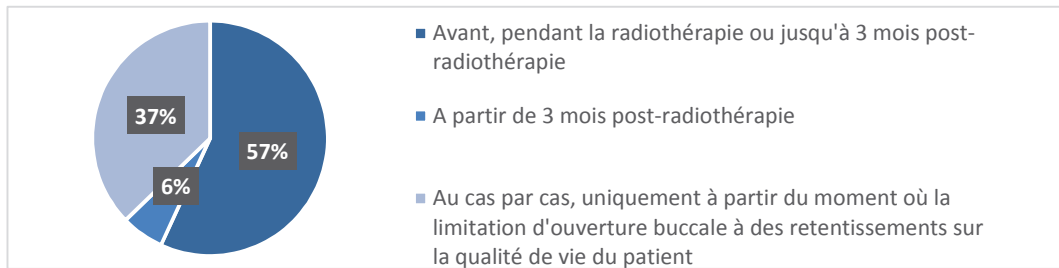 Avant, pendant la radiothérapie ou jusqu'à 3 mois post-
radiothérapie
37%
A partir de 3 mois post-radiothérapie
57%
6%
Au cas par cas, uniquement à partir du moment où la
limitation d'ouverture buccale à des retentissements sur
la qualité de vie du patient